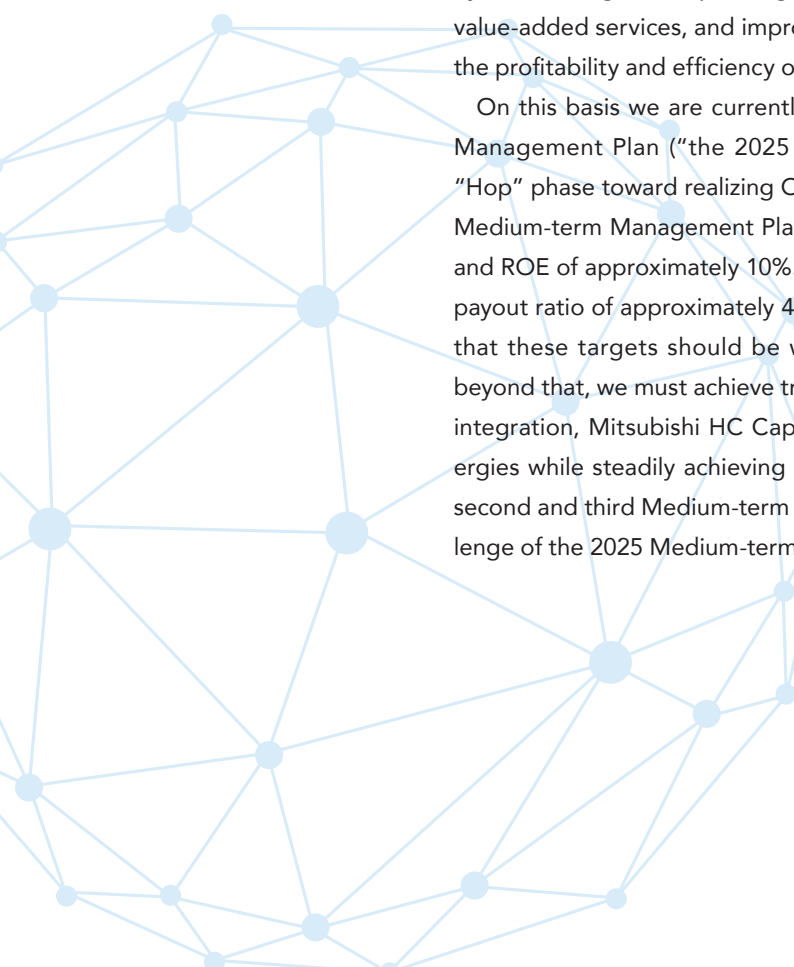 value-added services, and impro
the profitability and efficiency o
On this basis we are currentl
Management Plan (“the 2025
“Hop” phase toward realizing
Medium-term Management Pla
and ROE of approximately 10%.
payout ratio of approximately 4
that these targets should be
beyond that, we must achieve tr
integration, Mitsubishi HC Cap
ergies while steadily achieving
second and third Medium-term
lenge of the 2025 Medium-term